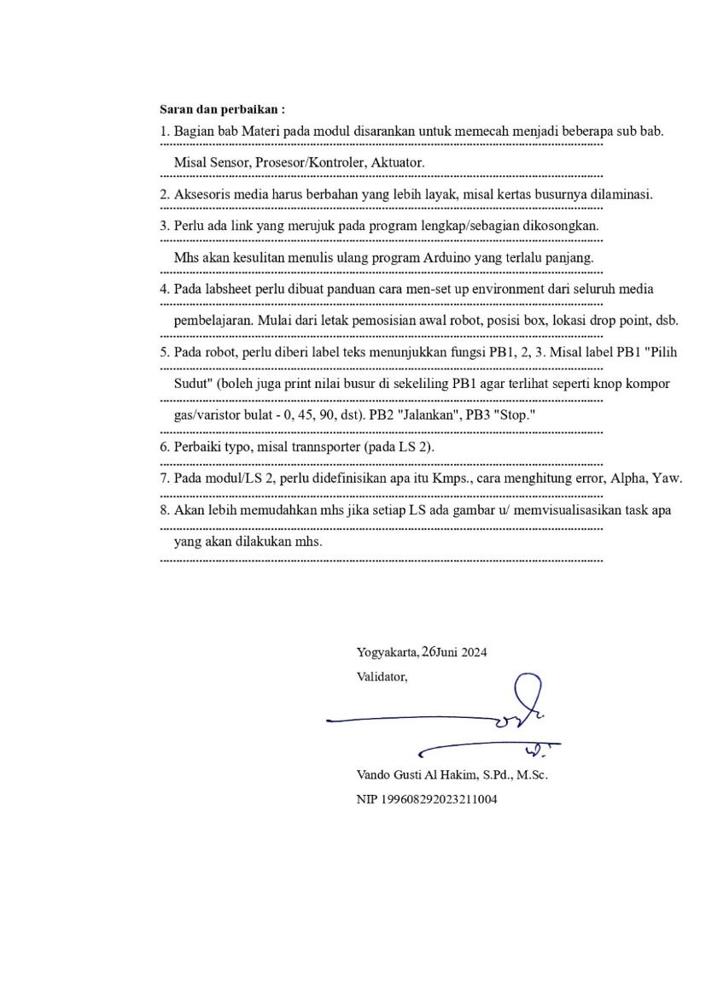 Saran dan perbaikan :
1. Bagian bab Materi pada modul disarankan untuk memecah menjadi beberapa sub bab.
Misal Sensor, Prosesor/Kontroler, Aktuator.
2. Aksesoris media harus berbahan yang lebih layak, misal kertas busurnya dilaminasi.
3. Perlu ada link yang merujuk pada program lengkap/sebagian dikosongkan.
Mhs akan kesulitan menulis ulang program Arduino yang terlalu panjang.
4. Pada labsheet perlu dibuat panduan cara men-set up environment dari seluruh media
pembelajaran. Mulai dari letak pemosisian awal robot, posisi box, lokasi drop point, dsb.
5. Pada robot, perlu diberi label teks menunjukkan fungsi PB1, 2, 3. Misal label PB1 "Pilih
Sudut" (boleh juga print nilai busur di sekeliling PB1 agar terlihat seperti knop kompor
gas/varistor bulat - 0, 45, 90, dst). PB2 "Jalankan", PB3 "Stop."
6. Perbaiki typo, misal trannsporter (pada LS 2).
7. Pada modul/LS 2, perlu didefinisikan apa itu Kmps., cara menghitung error, Alpha, Yaw.
8. Akan lebih memudahkan mhs jika setiap LS ada gambar u/ memvisualisasikan task apa
yang akan dilakukan mhs.
Yogyakarta, 26Juni 2024
Validator,
Vando Gusti Al Hakim, S.Pd., M.Sc.
NIP 199608292023211004